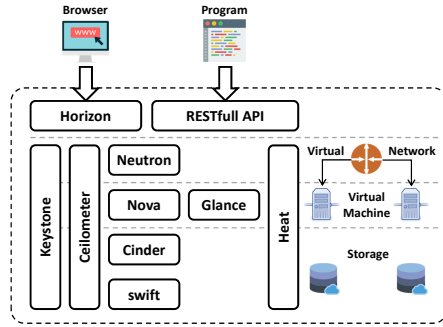 Browser
Program
WWW
Horizon
RESTfull API
Keystone
Ceilometer
Neutron
Nova
Glance
Cinder
swift
Heat
Virtual
Network
Virtual
Machine
Storage